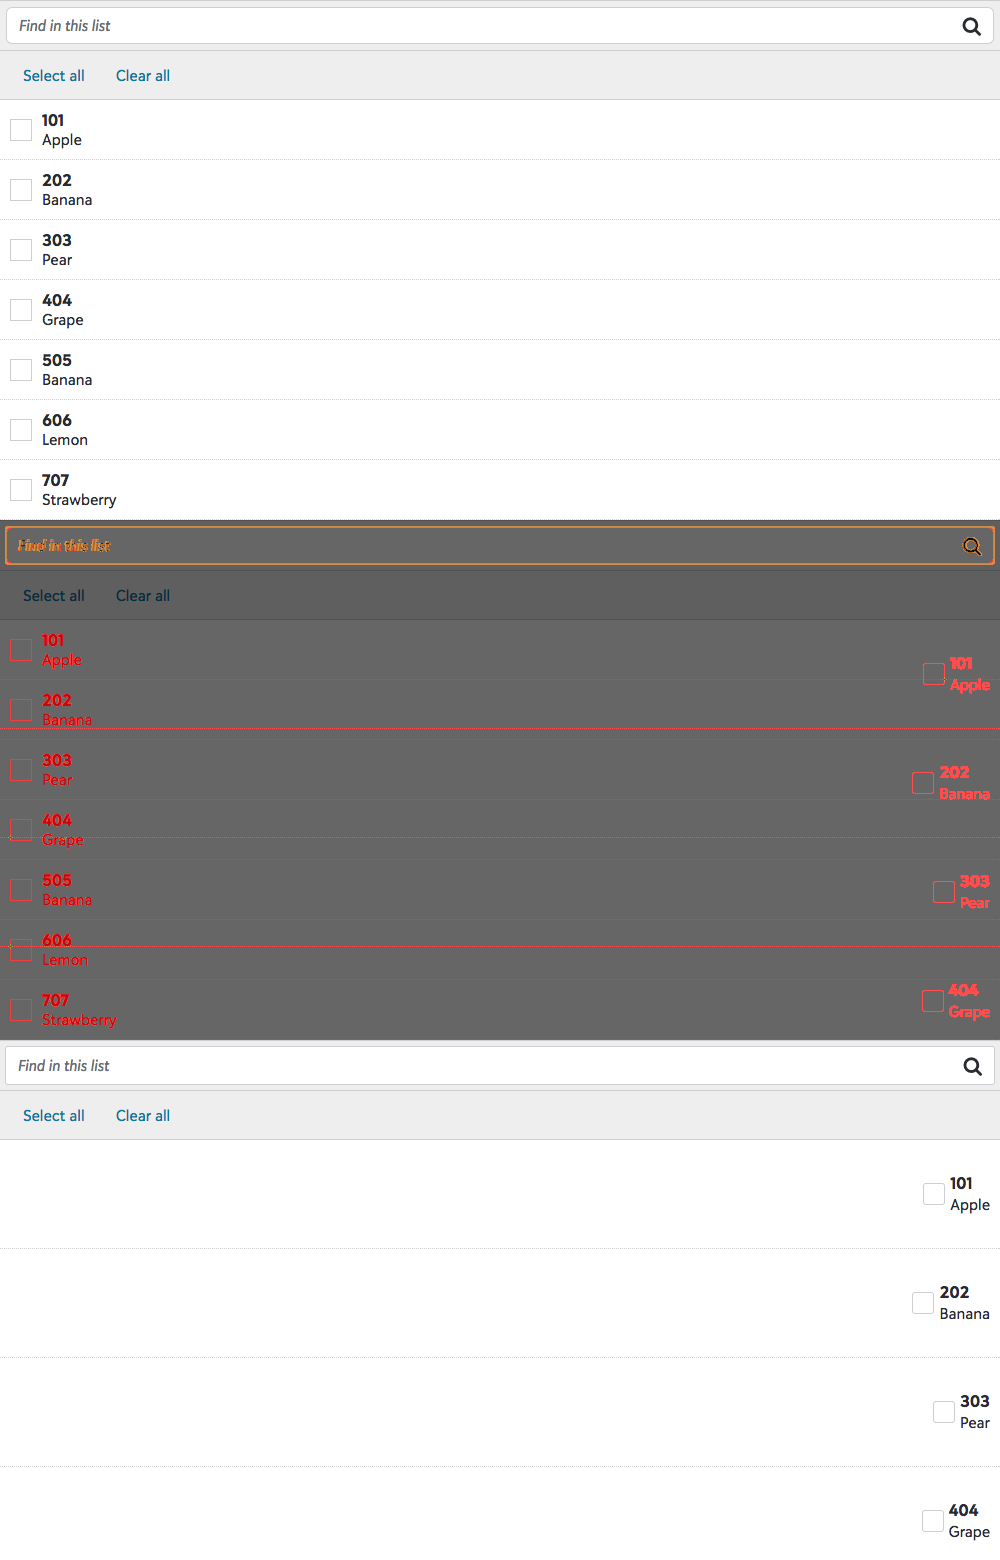 Find in this list
Select all Clear all
101
Apple
202
Banana
303
Pear
404
Grape
505
Banana
606
Lemon
707
Strawberry
Find in this list
Select all Clear all
101
Apple
101
Apple
202
Banana
202
Banana
303
Pear
404
Grape
303
Pear
505
Banana
606
Lemon
404
Grape
707
Strawberry
Find in this list
Select all Clear all
101
Apple
202
Banana
303
Pear
404
Grape